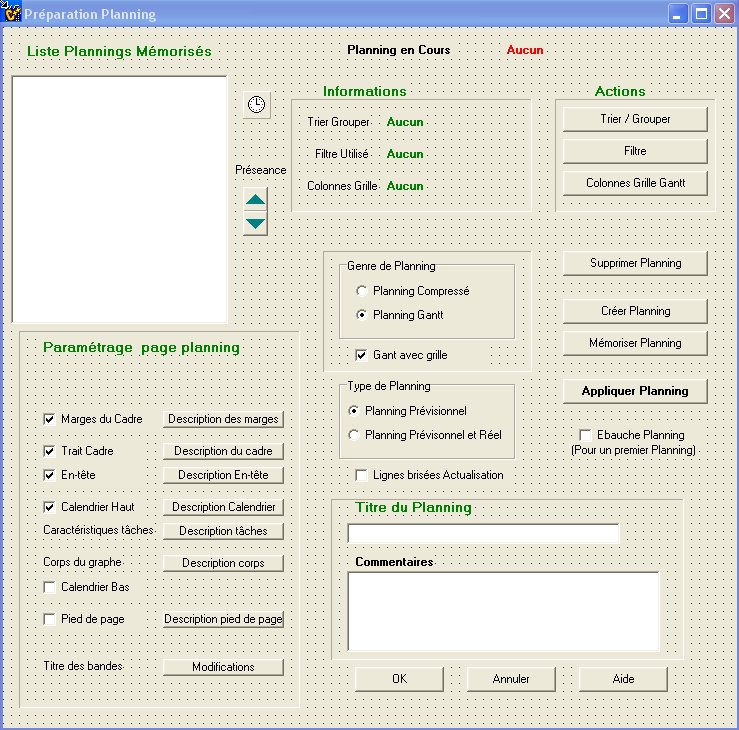 Préparation Planning
Liste Plannings Mémorisés
Planning en Cours Aucun
Informations
Trier Grouper Aucun
Filtre Utilisé Aucun
Colonnes Grille Aucun
Actions
Trier / Grouper
Filtre
Colonnes Grille Gantt
Préseance
Genre de Planning
Planning Compressé
Planning Gantt
Gant avec grille
Type de Planning
Planning Prévisionnel
Planning Prévisonnel et Réel
Lignes brisées Actualisation
Supprimer Planning
Créer Planning
Mémoriser Planning
Appliquer Planning
Ebauche Planning
(Pour un premier Planning)
Paramétrage page planning
Marges du Cadre Description des marges
Trait Cadre Description du cadre
En-tête Description En-tête
Calendrier Haut Description Calendrier
Caractéristiques tâches Description tâches
Corps du graphe Description corps
Calendrier Bas
Pied de page Description pied de page
Titre des bandes Modifications
Titre du Planning
Commentaires
OK Annuler Aide